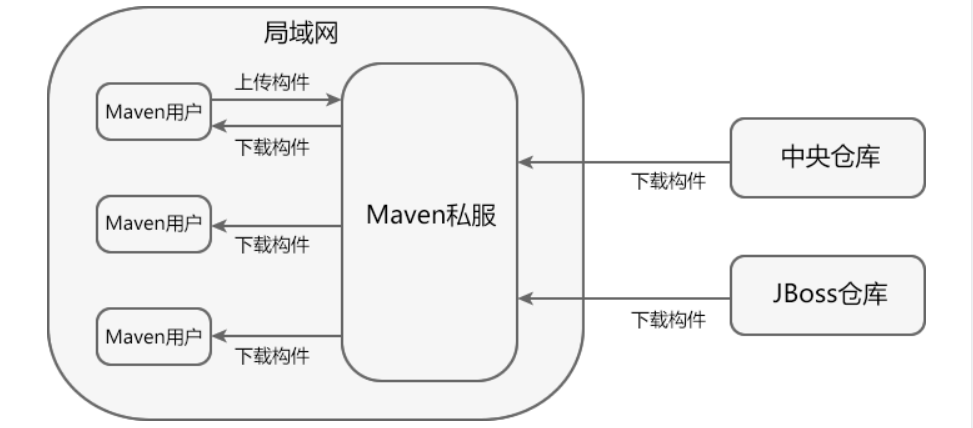 局域网
上传构件
Maven用户
下载构件
中央仓库
下载构件
Maven私服
Maven用户
下载构件
JBoss仓库
下载构件
Maven用户
下载构件